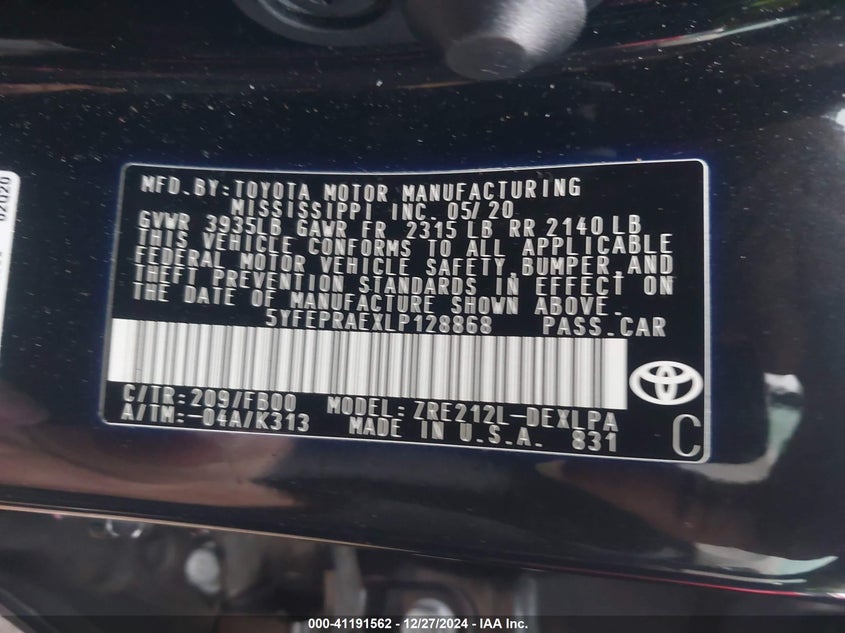 MFD. BY: TOYOTA MOTOR MANUFACTURING
MISSISSIPPI INC. 05/20
GVWR 3935LB GAWR FR 2315 LB RR 2140 LB
THIS VEHICLE CONFORMS TO ALL APPLICABLE
FEDERAL MOTOR VEHICLE SAFETY, BUMPER, AND
THEFT PREVENTION STANDARDS IN EFFECT ON
THE DATE OF MANUFACTURE SHOWN ABOVE.
5YFEPRAEXLP128868 PASS. CAR
C/TR: 209/FB00 MODEL: ZRE212L-DEXLPA
A/TM: -04A/K313 MADE IN U.S.A. 831
C
02020
000-41191562 - 12/27/2024 - IAA Inc.